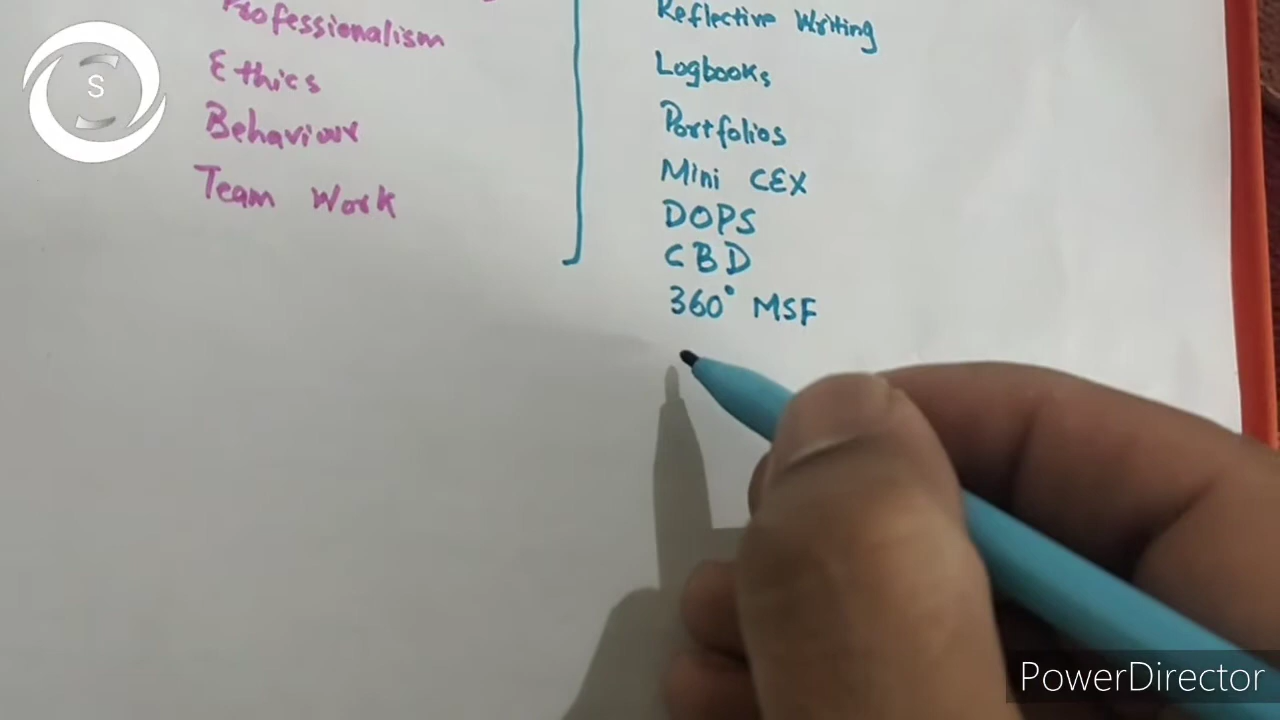 Professionalism
Ethics
Behaviour
Team Work
Reflective Writing
Logbooks
Portfolios
Mini CEX
DOPS
CBD
360° MSF
S
PowerDirector